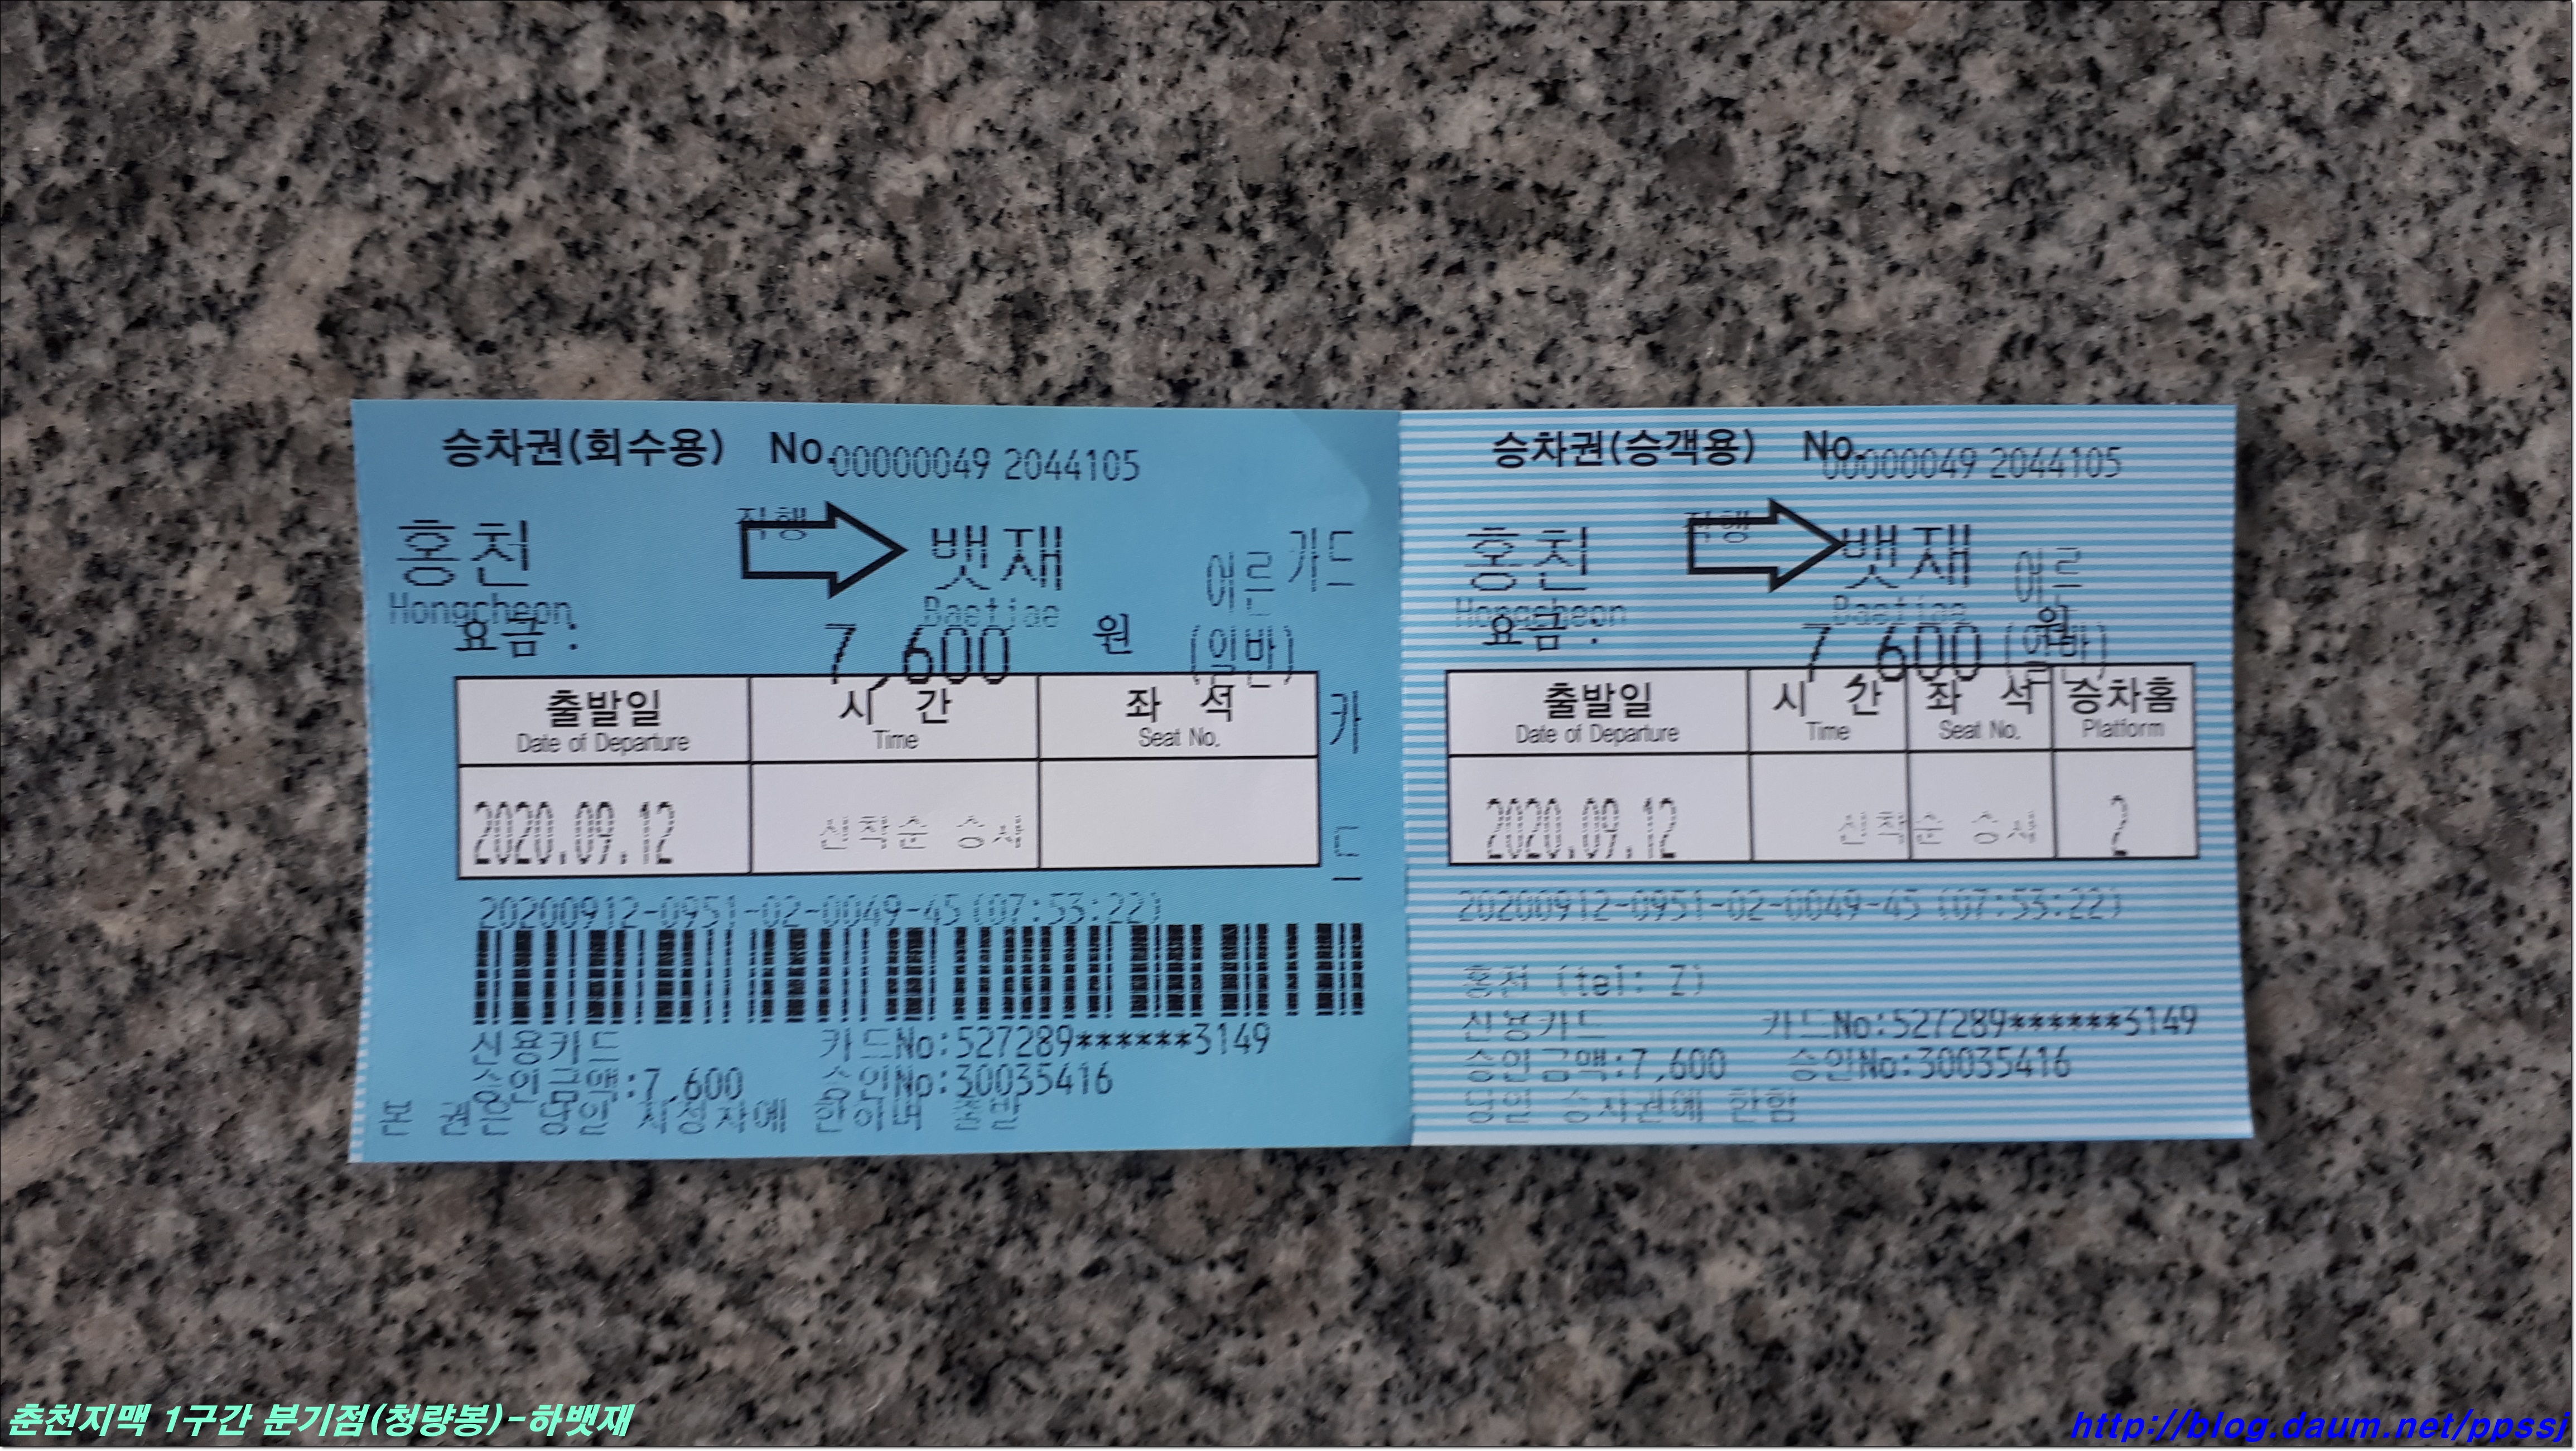 승차권(회수용) No. 00000049 2044105
직행
홍천 뱃재 어른 카드
Hongcheon Baetjae
요금 : 7,600 원 (일반)
출발일 시 간 좌 석
Date of Departure Time Seat No.
카드
2020.09.12 선착순 승차
20200912-0951-02-0049-45 (07:53:22)
신용카드 카드No:527289******3149
승인금액:7,600 승인No:30035416
본 권은 당일 지정차에 한하며 출발
승차권(승객용) No. 00000049 2044105
직행
홍천 뱃재 어른
Hongcheon Baetjae
요금 : 7,600 원 (일반)
출발일 시 간 좌 석 승차홈
Date of Departure Time Seat No. Platform
2020.09.12 선착순 승차 2
20200912-0951-02-0049-45 (07:53:22)
홍천 (tel: Z)
신용카드 카드No:527289******3149
승인금액:7,600 승인No:30035416
당일 승차권에 한함
춘천지맥 1구간 분기점(청량봉)-하뱃재
http://blog.daum.net/ppssj